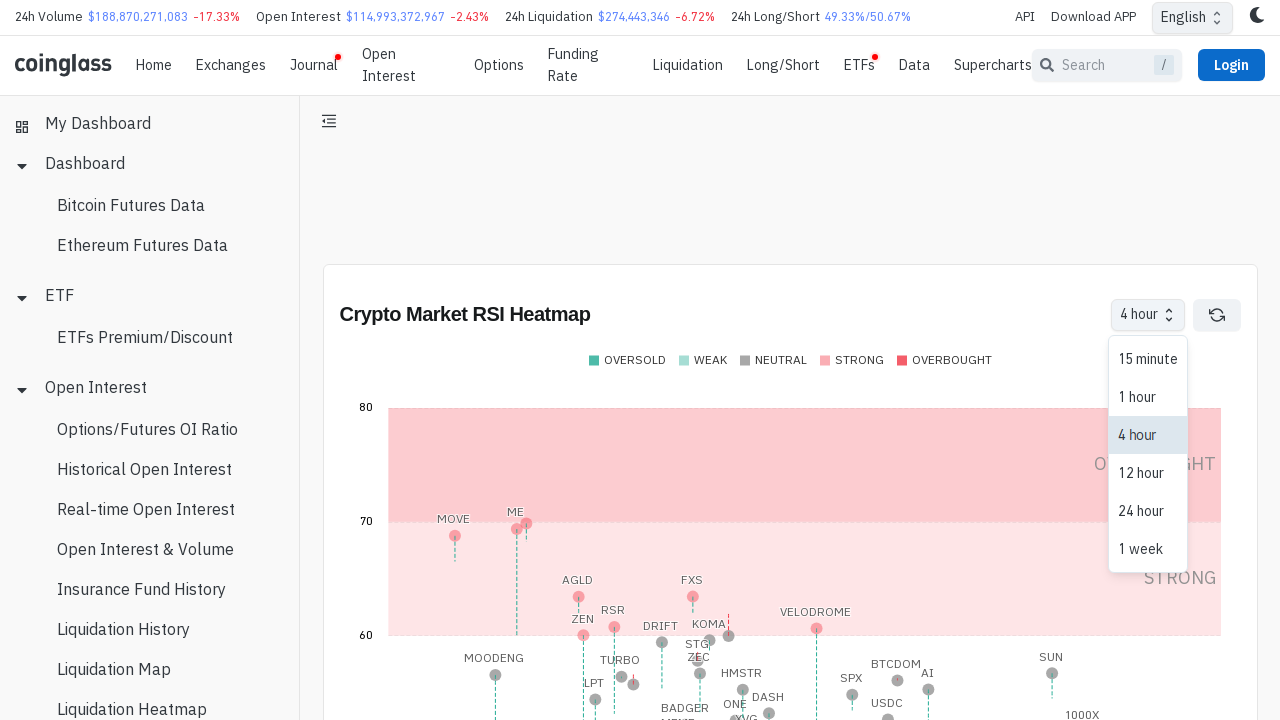 24h Volume $188,870,271,083 -17.33% Open Interest $114,993,372,967 -2.43% 24h Liquidation $274,443,346 -6.72% 24h Long/Short 49.33%/50.67% API Download APP English
coinglass Home Exchanges Journal Open Interest Options Funding Rate Liquidation Long/Short ETFs Data Supercharts Search / Login
My Dashboard
Dashboard
Bitcoin Futures Data
Ethereum Futures Data
ETF
ETFs Premium/Discount
Open Interest
Options/Futures OI Ratio
Historical Open Interest
Real-time Open Interest
Open Interest & Volume
Insurance Fund History
Liquidation History
Liquidation Map
Liquidation Heatmap
Crypto Market RSI Heatmap
4 hour
15 minute
1 hour
4 hour
12 hour
24 hour
1 week
OVERSOLD WEAK NEUTRAL STRONG OVERBOUGHT
80
70
MOVE ME
STRONG
AGLD FXS
ZEN RSR VELODROME
60
DRIFT KOMA
STG
ZEC
MOODENG TURBO SUN
HMSTR BTCDOM AI
LPT SPX
DASH
BADGER ONE USDC
XVG 1000X